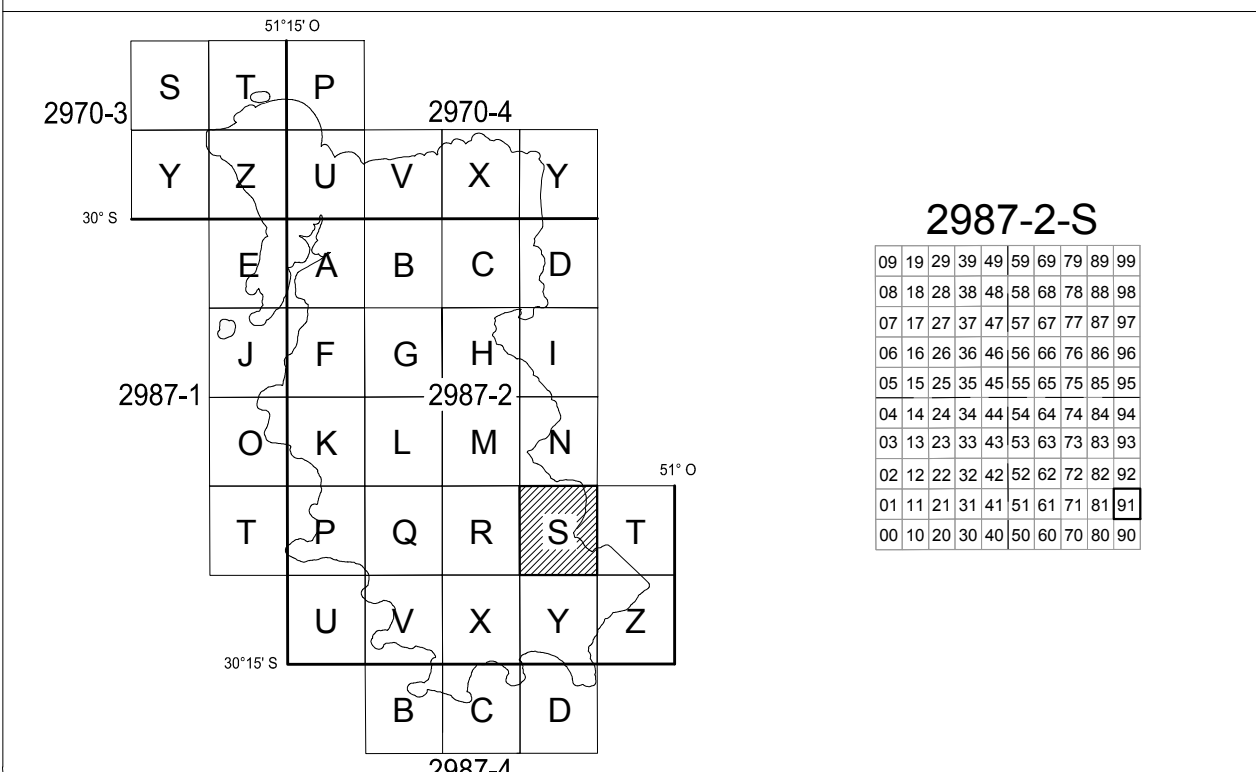 51°15' O
S T P
2970-3 2970-4
Y Z U V X Y
30° S
E A B C D
J F G H I
2987-1 2987-2
O K L M N
51° O
T P Q R S T
U V X Y Z
30°15' S
B C D
2987-4
2987-2-S
09 19 29 39 49 59 69 79 89 99
08 18 28 38 48 58 68 78 88 98
07 17 27 37 47 57 67 77 87 97
06 16 26 36 46 56 66 76 86 96
05 15 25 35 45 55 65 75 85 95
04 14 24 34 44 54 64 74 84 94
03 13 23 33 43 53 63 73 83 93
02 12 22 32 42 52 62 72 82 92
01 11 21 31 41 51 61 71 81 91
00 10 20 30 40 50 60 70 80 90